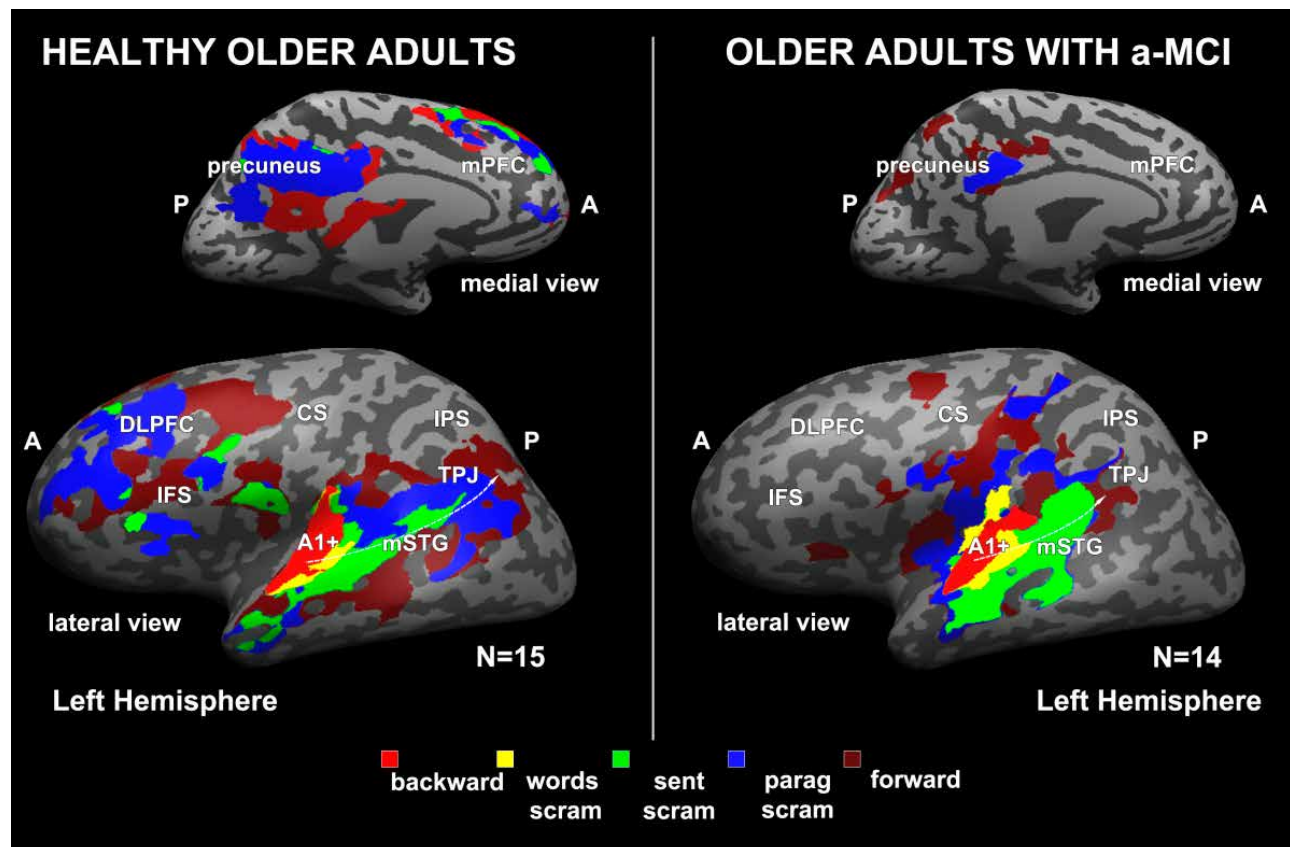 HEALTHY OLDER ADULTS
precuneus
mPFC
P
A
medial view
DLPFC
CS
IPS
A
P
TPJ
IFS
A1+
mSTG
lateral view
N=15
Left Hemisphere
OLDER ADULTS WITH a-MCI
precuneus
mPFC
P
A
medial view
DLPFC
CS
IPS
A
P
TPJ
IFS
A1+
mSTG
lateral view
N=14
Left Hemisphere
backward
words
scram
sent
scram
parag
scram
forward